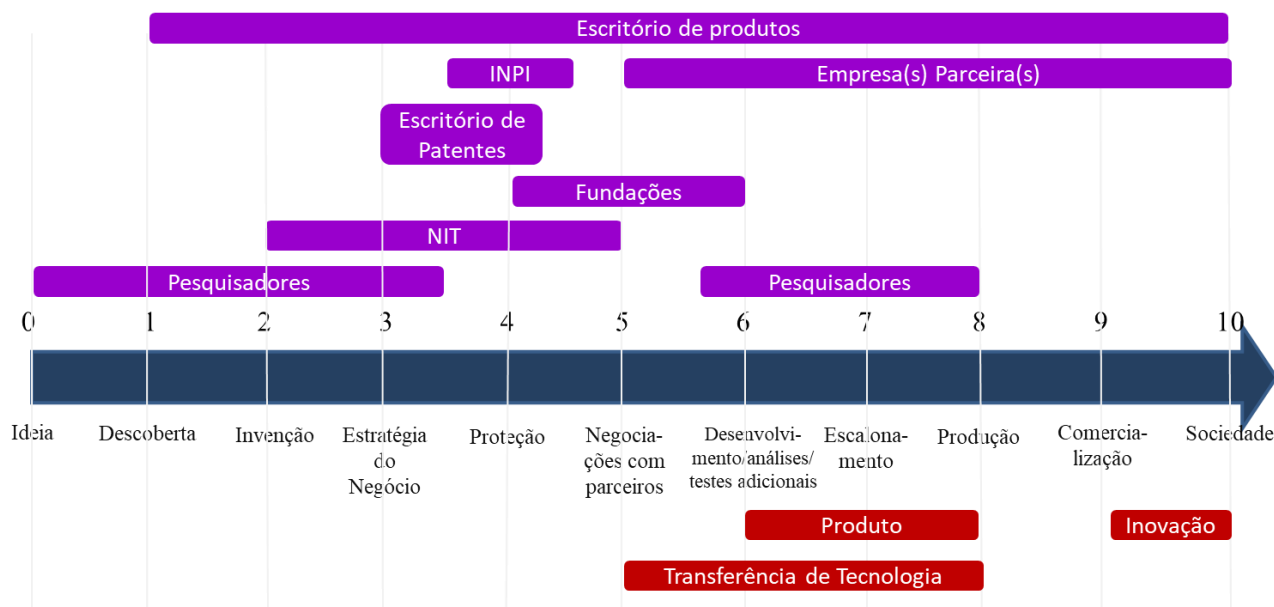 Escritório de produtos
INPI
Empresa(s) Parceira(s)
Escritório de
Patentes
Fundações
NIT
Pesquisadores
Pesquisadores
0 1 2 3 4 5 6 7 8 9 10
Ideia
Descoberta
Invenção
Estratégia
do
Negócio
Proteção
Negocia-
ções com
parceiros
Desenvolvi-
mento/análises/
testes adicionais
Escalona-
mento
Produção
Comercia-
lização
Sociedade
Produto
Inovação
Transferência de Tecnologia